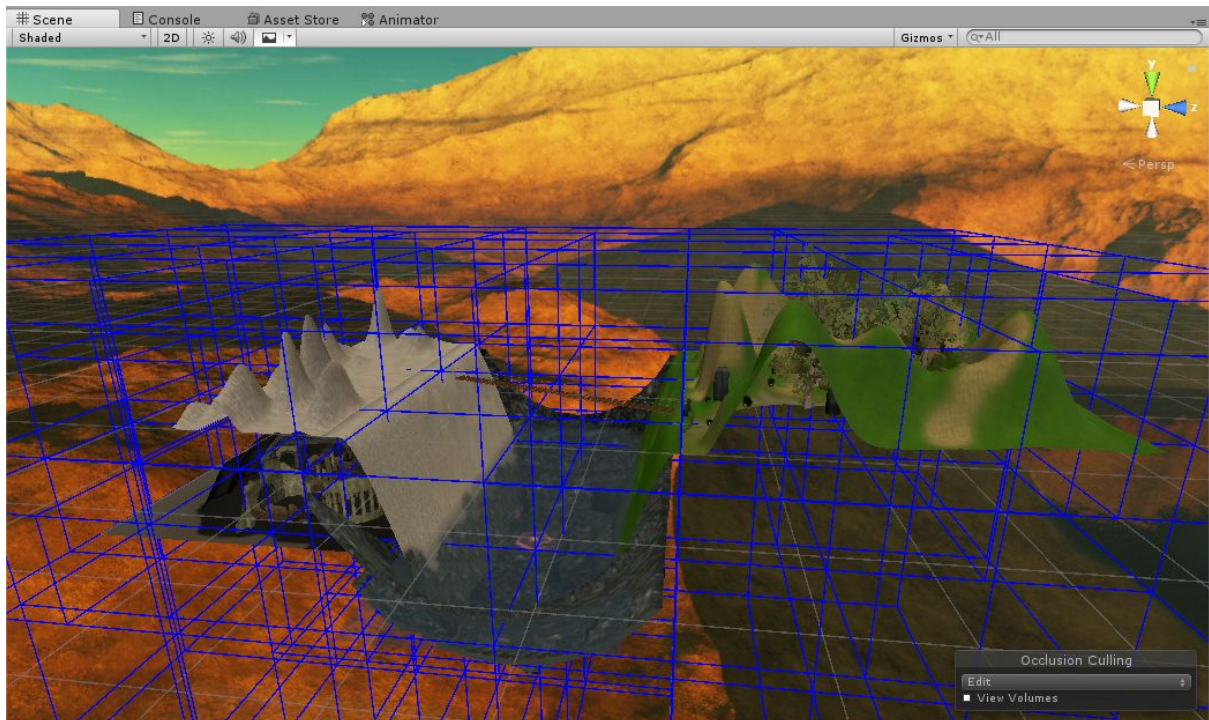 Scene Console Asset Store Animator
Shaded 2D Gizmos All
y
z
Persp
Occlusion Culling
Edit
View Volumes